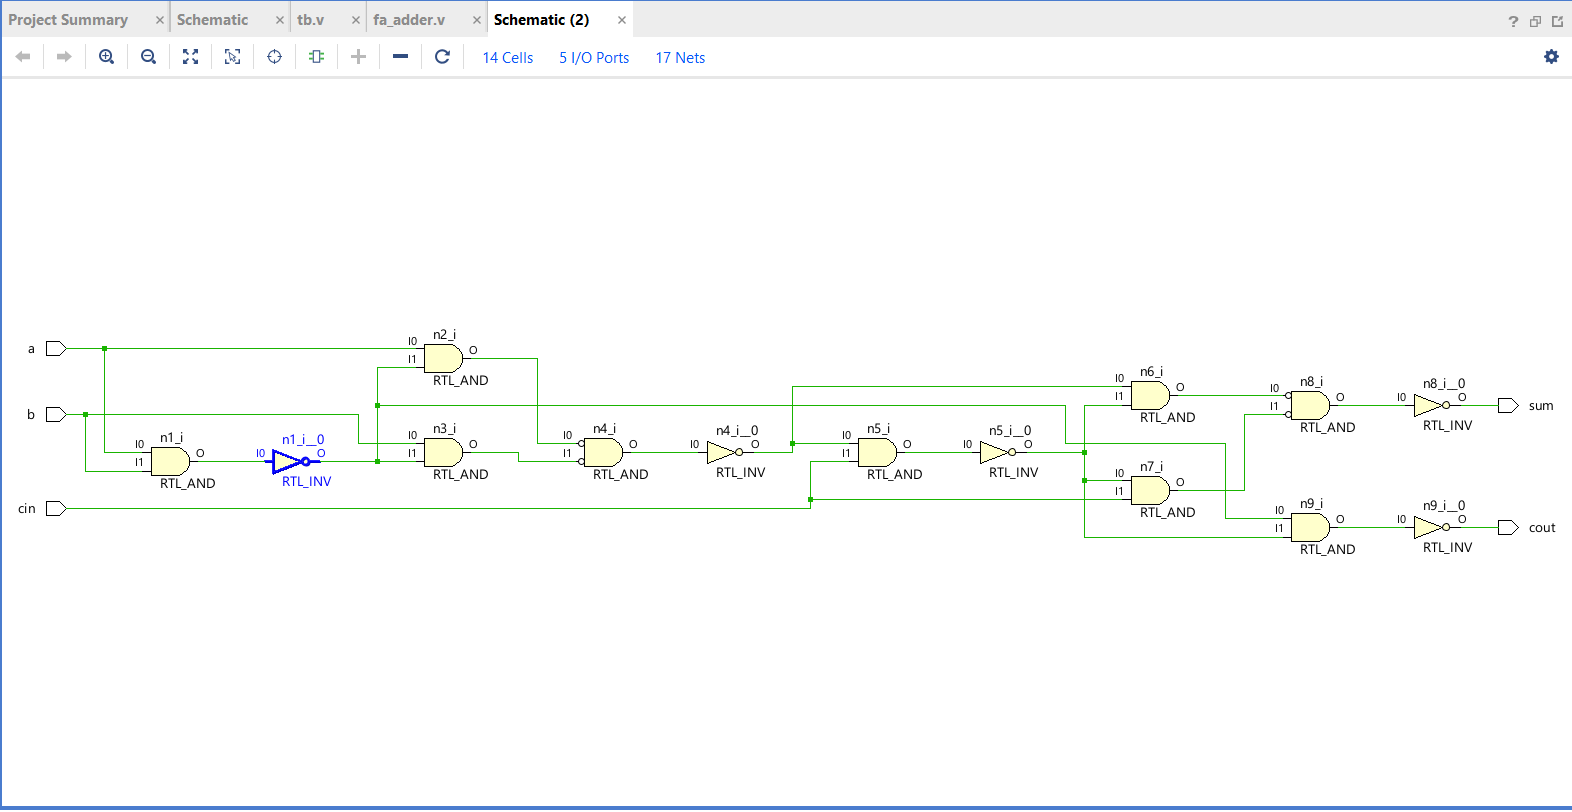 Project Summary × Schematic × tb.v × fa_adder.v × Schematic (2) × ?
14 Cells 5 I/O Ports 17 Nets
a
b
cin
I0
I1
n1_i
O
RTL_AND
I0
n1_i__0
O
RTL_INV
I0
I1
n2_i
O
RTL_AND
I0
I1
n3_i
O
RTL_AND
I0
I1
n4_i
O
RTL_AND
I0
n4_i__0
O
RTL_INV
I0
I1
n5_i
O
RTL_AND
I0
n5_i__0
O
RTL_INV
I0
I1
n6_i
O
RTL_AND
I0
I1
n7_i
O
RTL_AND
I0
I1
n8_i
O
RTL_AND
I0
n8_i__0
O
RTL_INV
sum
I0
I1
n9_i
O
RTL_AND
I0
n9_i__0
O
RTL_INV
cout